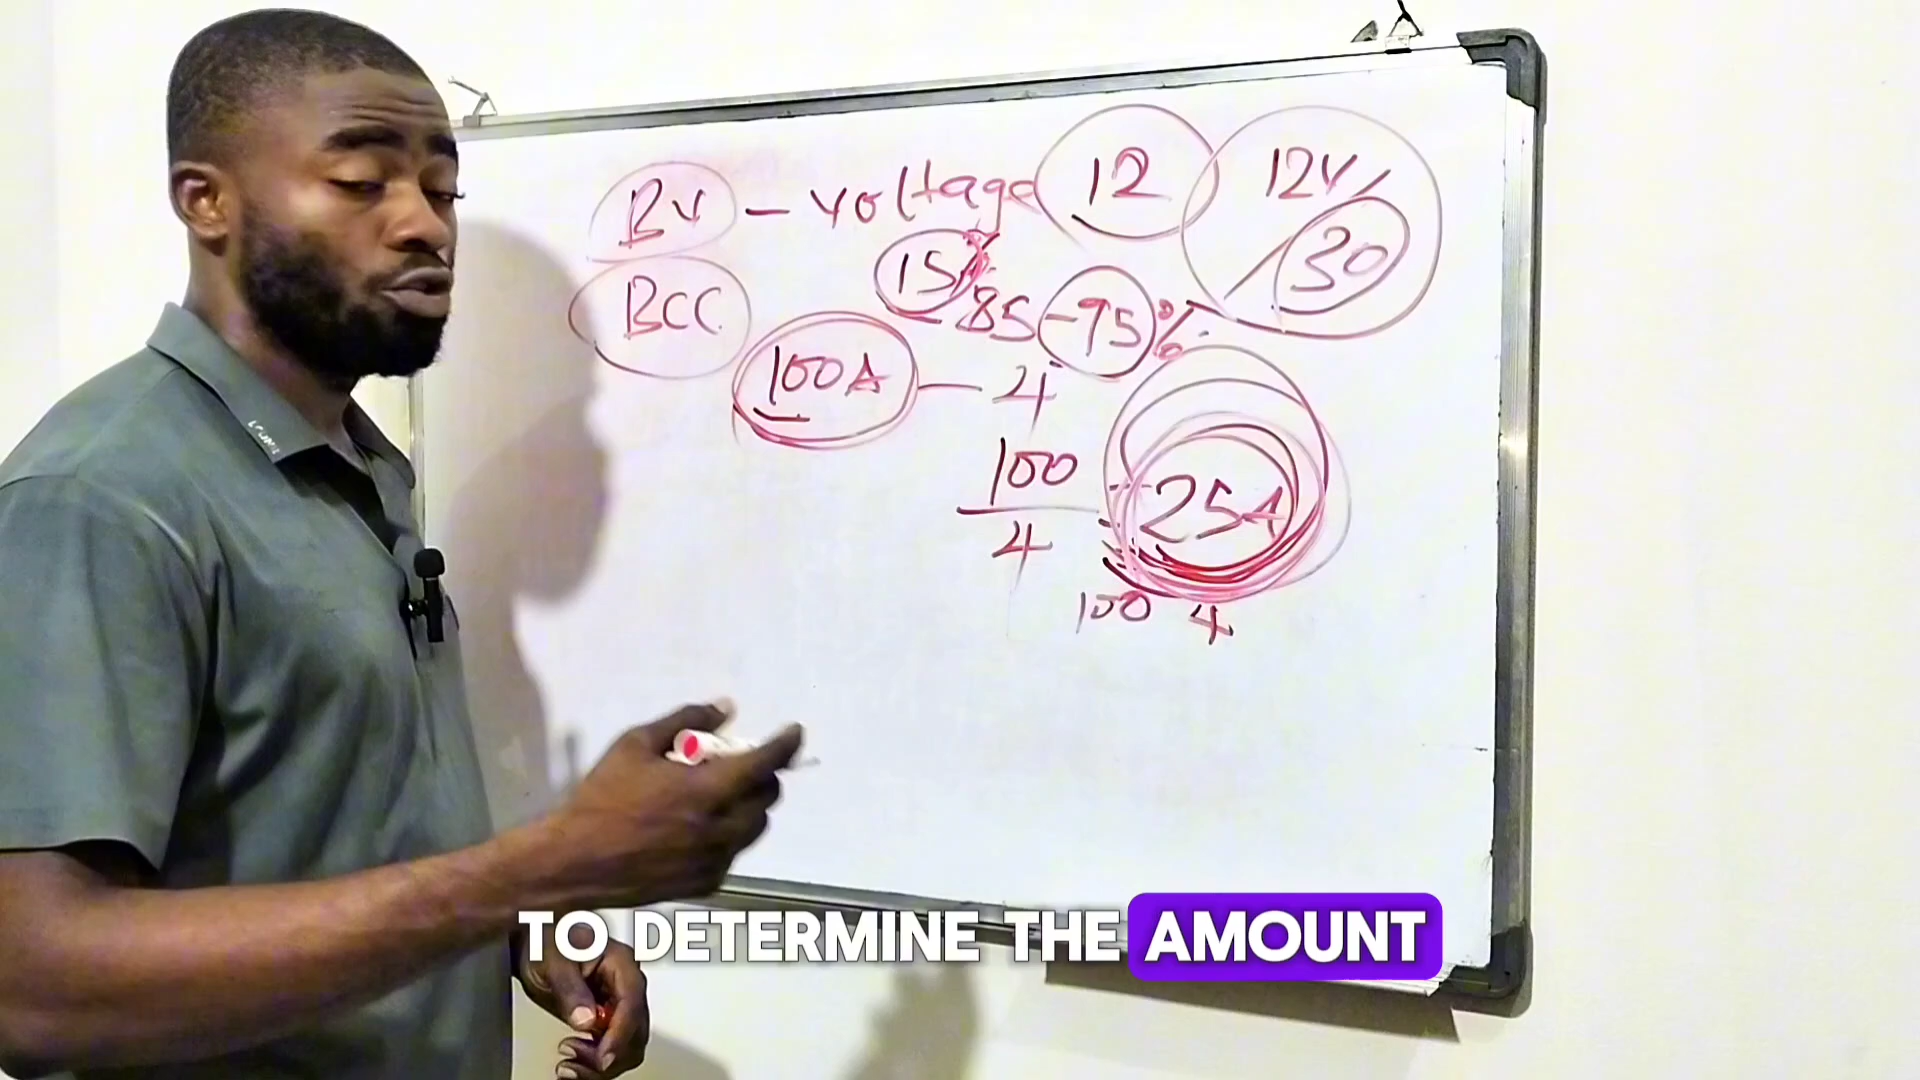 BV - voltage 12 12V/
30
15%
BCC 85-95%
100A - 4
100
25A
4
100 4
TO DETERMINE THE AMOUNT